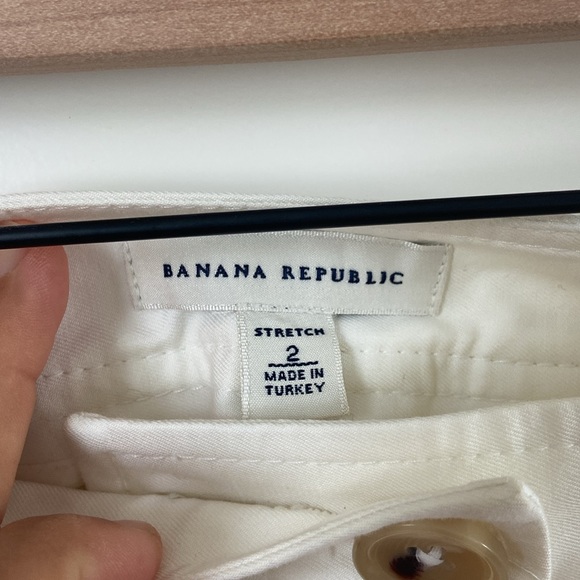 BANANA REPUBLIC
STRETCH
2
MADE IN
TURKEY